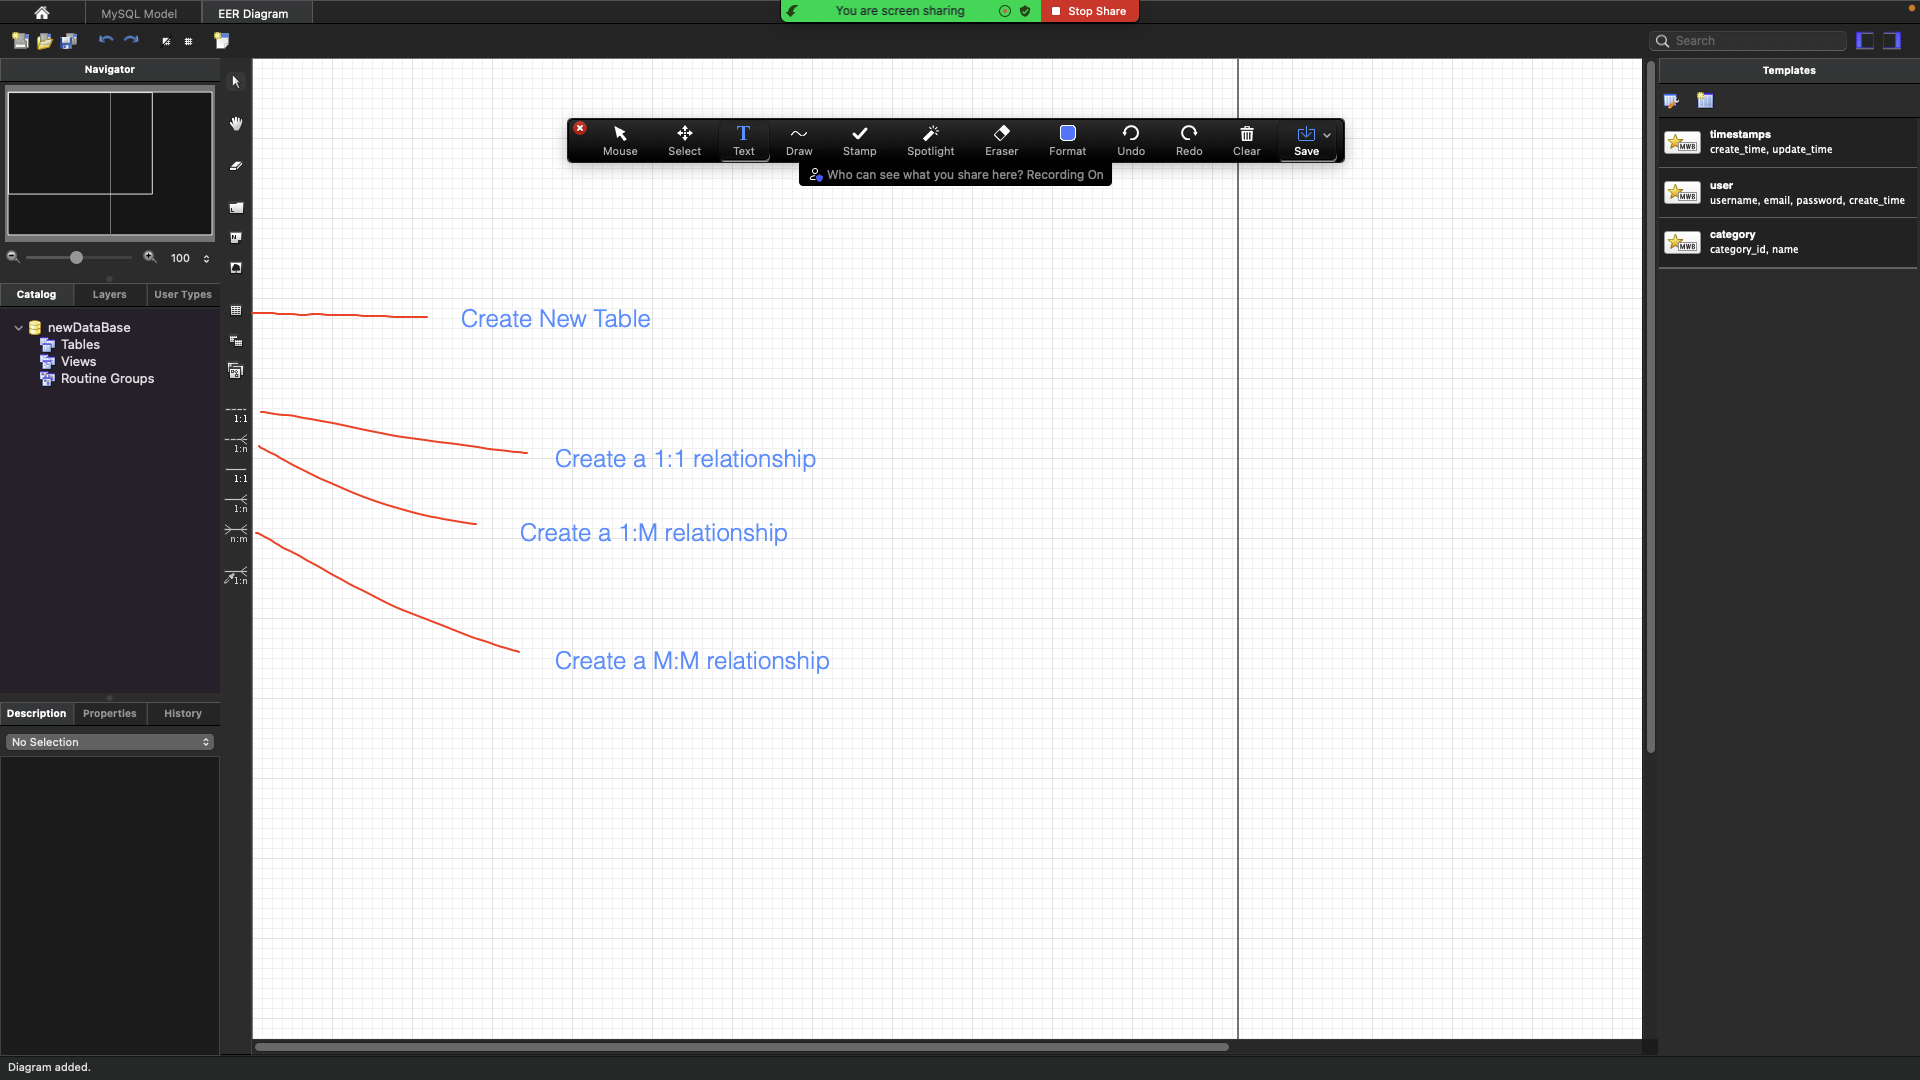 MySQL Model
EER Diagram
You are screen sharing
Stop Share
Search
Navigator
Templates
Mouse
Select
Text
Draw
Stamp
Spotlight
Eraser
Format
Undo
Redo
Clear
Save
Who can see what you share here? Recording On
timestamps
create_time, update_time
user
username, email, password, create_time
category
category_id, name
100
Catalog
Layers
User Types
newDataBase
Tables
Views
Routine Groups
Create New Table
1:1
1:n
1:1
1:n
n:m
1:n
Create a 1:1 relationship
Create a 1:M relationship
Create a M:M relationship
Description
Properties
History
No Selection
Diagram added.